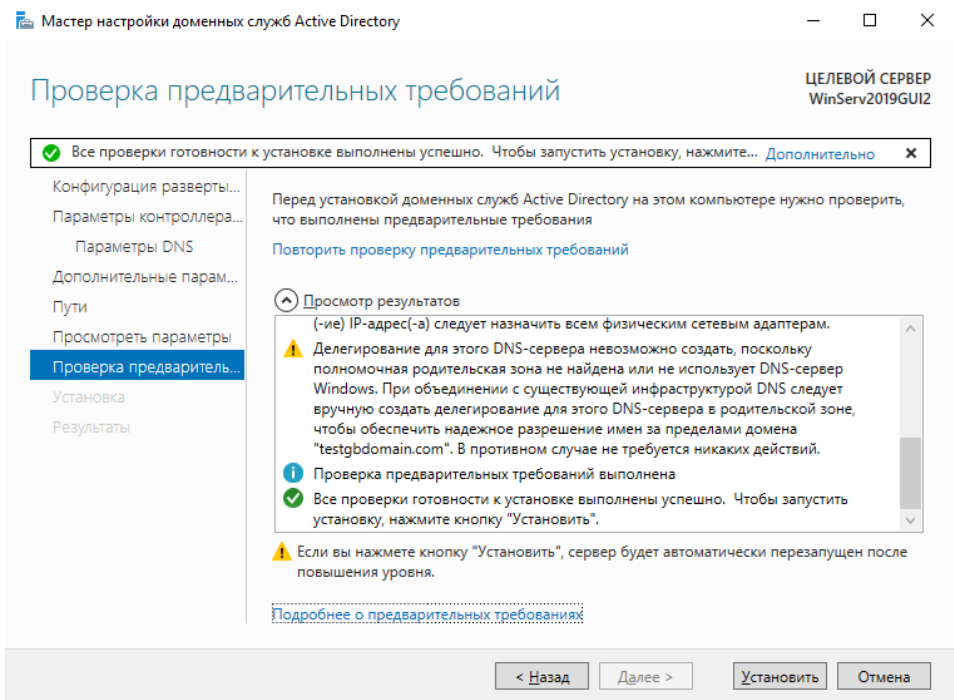 Мастер настройки доменных служб Active Directory
Проверка предварительных требований
ЦЕЛЕВОЙ СЕРВЕР
WinServ2019GUI2
Все проверки готовности к установке выполнены успешно. Чтобы запустить установку, нажмите... Дополнительно
Конфигурация разверты...
Параметры контроллера...
Параметры DNS
Дополнительные парам...
Пути
Просмотреть параметры
Проверка предваритель...
Установка
Результаты
Перед установкой доменных служб Active Directory на этом компьютере нужно проверить,
что выполнены предварительные требования
Повторить проверку предварительных требований
Просмотр результатов
(-ие) IP-адрес(-а) следует назначить всем физическим сетевым адаптерам.
Делегирование для этого DNS-сервера невозможно создать, поскольку
полномочная родительская зона не найдена или не использует DNS-сервер
Windows. При объединении с существующей инфраструктурой DNS следует
вручную создать делегирование для этого DNS-сервера в родительской зоне,
чтобы обеспечить надежное разрешение имен за пределами домена
"testgbdomain.com". В противном случае не требуется никаких действий.
Проверка предварительных требований выполнена
Все проверки готовности к установке выполнены успешно. Чтобы запустить
установку, нажмите кнопку "Установить".
Если вы нажмете кнопку "Установить", сервер будет автоматически перезапущен после
повышения уровня.
Подробнее о предварительных требованиях
< Назад
Далее >
Установить
Отмена